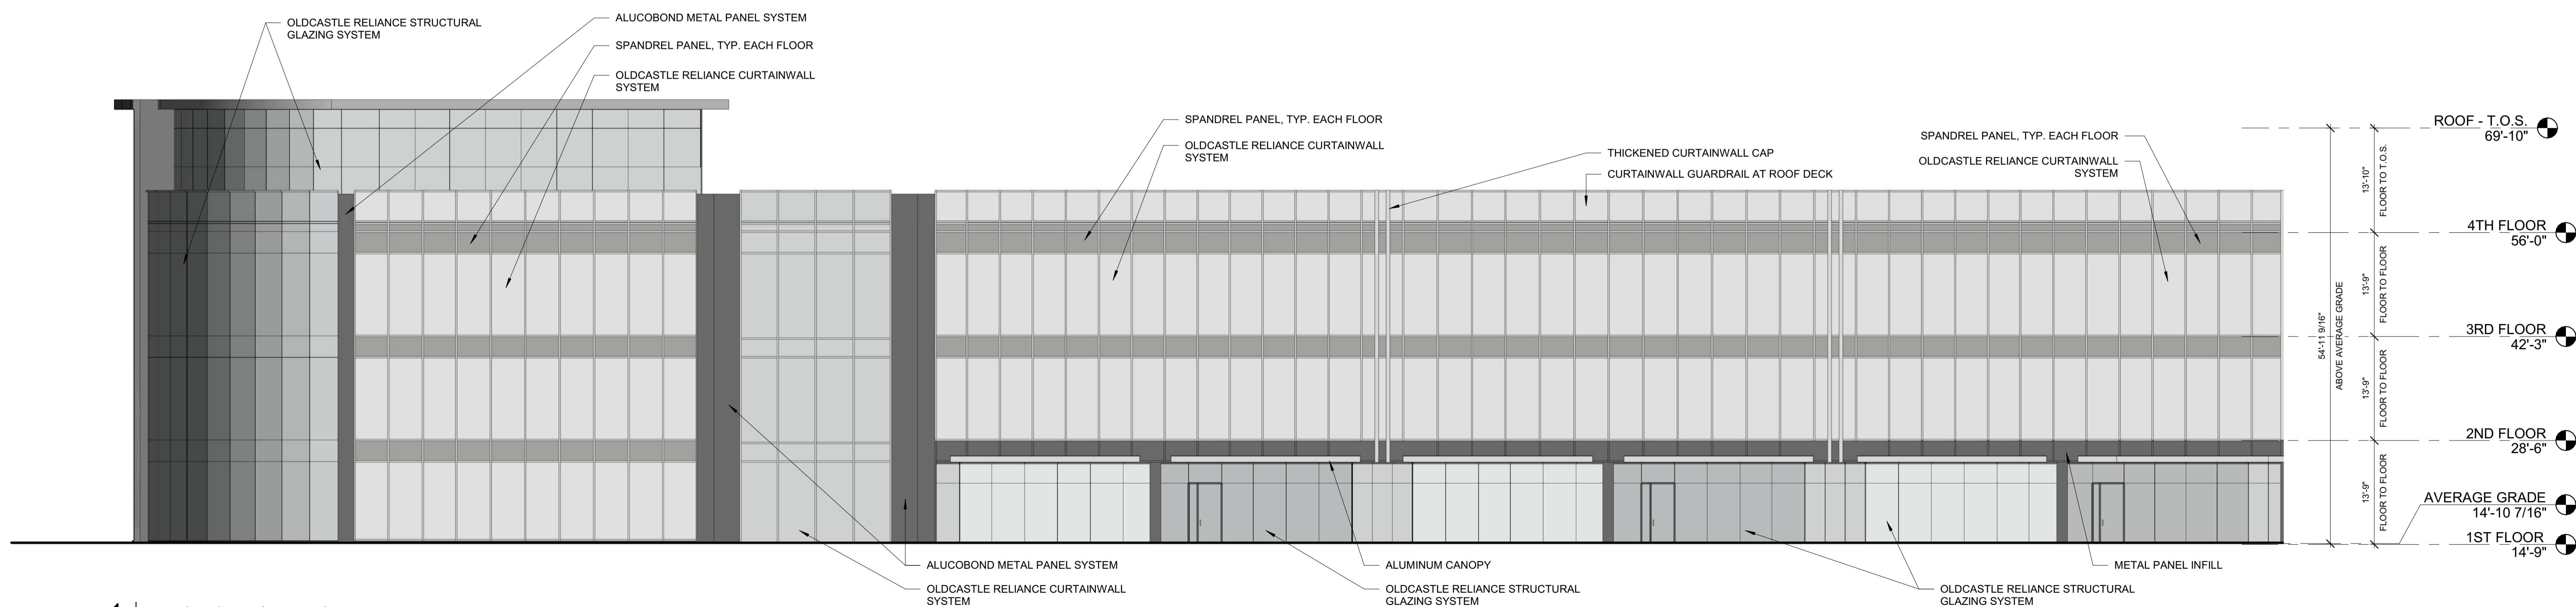 OLDCASTLE RELIANCE STRUCTURAL
GLAZING SYSTEM
ALUCOBOND METAL PANEL SYSTEM
SPANDREL PANEL, TYP. EACH FLOOR
OLDCASTLE RELIANCE CURTAINWALL
SYSTEM
SPANDREL PANEL, TYP. EACH FLOOR
OLDCASTLE RELIANCE CURTAINWALL
SYSTEM
THICKENED CURTAINWALL CAP
CURTAINWALL GUARDRAIL AT ROOF DECK
SPANDREL PANEL, TYP. EACH FLOOR
OLDCASTLE RELIANCE CURTAINWALL
SYSTEM
ROOF - T.O.S.
69'-10"
13'-10"
FLOOR TO T.O.S.
4TH FLOOR
56'-0"
13'-9"
FLOOR TO FLOOR
3RD FLOOR
42'-3"
54'-11 9/16"
ABOVE AVERAGE GRADE
13'-9"
FLOOR TO FLOOR
2ND FLOOR
28'-6"
13'-9"
FLOOR TO FLOOR
AVERAGE GRADE
14'-10 7/16"
1ST FLOOR
14'-9"
ALUCOBOND METAL PANEL SYSTEM
OLDCASTLE RELIANCE CURTAINWALL
SYSTEM
ALUMINUM CANOPY
OLDCASTLE RELIANCE STRUCTURAL
GLAZING SYSTEM
METAL PANEL INFILL
OLDCASTLE RELIANCE STRUCTURAL
GLAZING SYSTEM